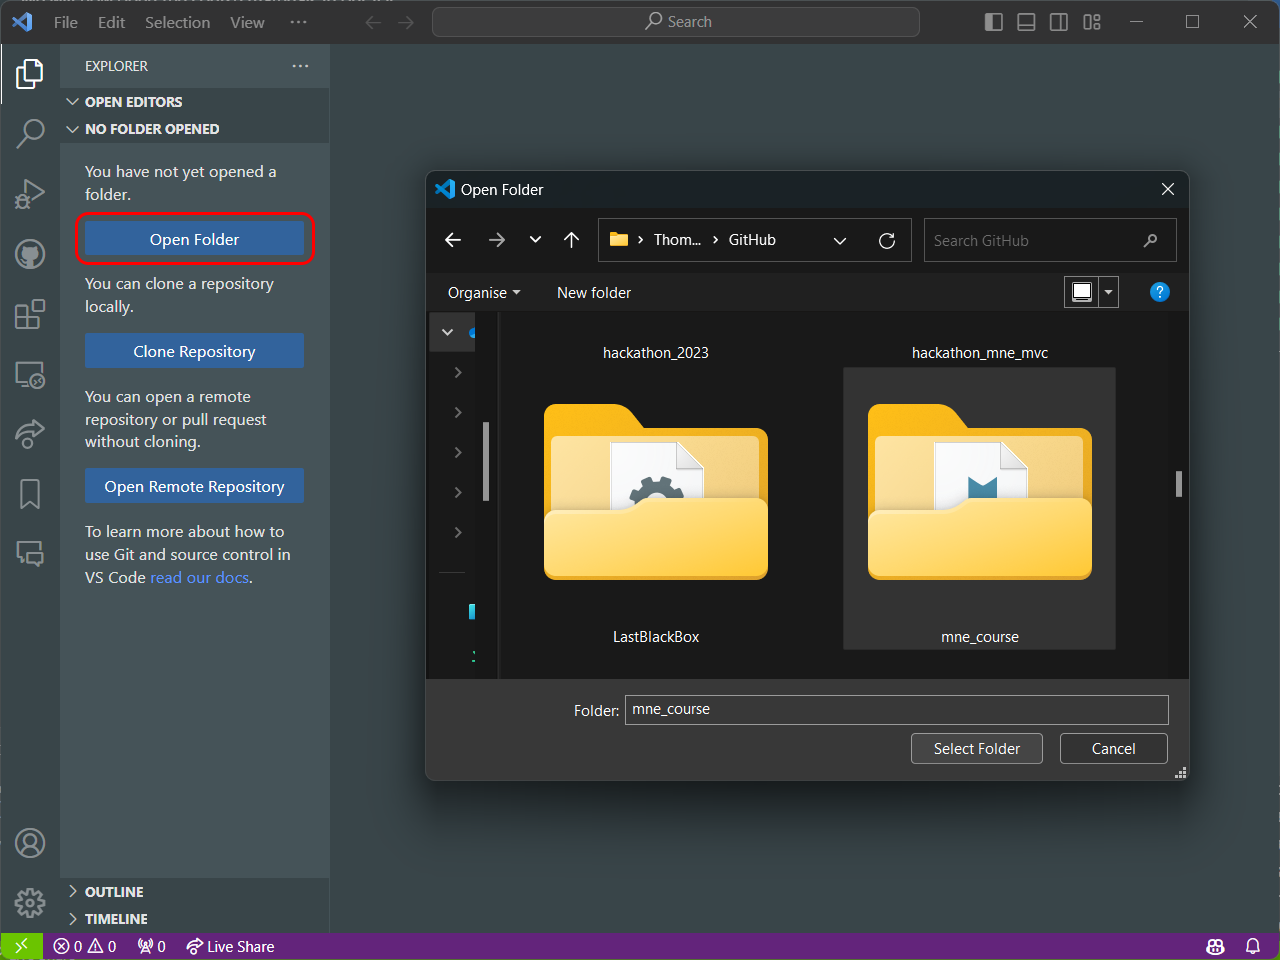 File Edit Selection View ···
Search
EXPLORER
OPEN EDITORS
NO FOLDER OPENED
You have not yet opened a
folder.
Open Folder
You can clone a repository
locally.
Clone Repository
You can open a remote
repository or pull request
without cloning.
Open Remote Repository
To learn more about how to
use Git and source control in
VS Code read our docs.
OUTLINE
TIMELINE
Open Folder
Thom... GitHub
Search GitHub
Organise New folder
?
hackathon_2023 hackathon_mne_mvc
LastBlackBox mne_course
Folder: mne_course
Select Folder Cancel
0 0 0 Live Share